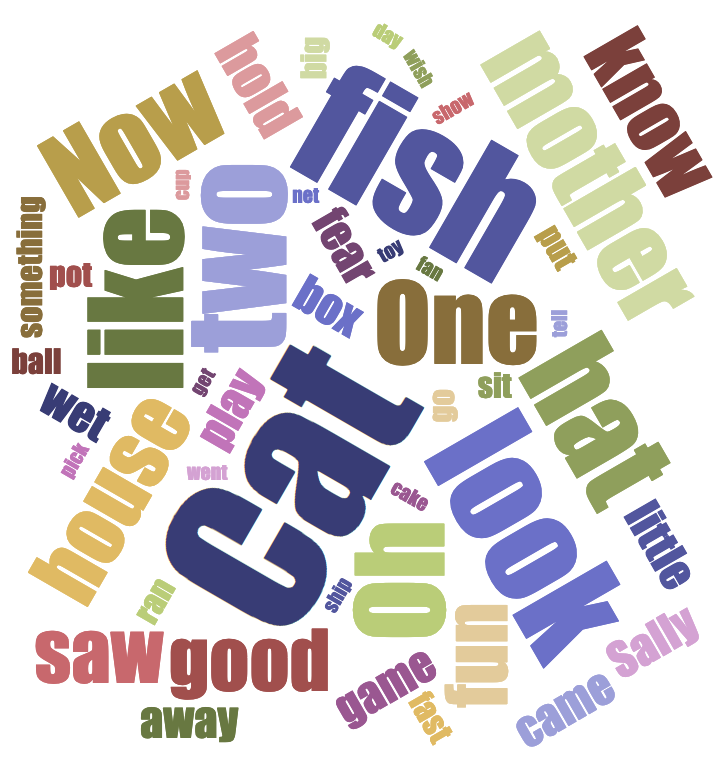 day
wish
big
hold
know
mother
fish
show
Now
cup
two
net
something
like
fear
toy
fan
put
pot
box
One
tell
ball
cat
hat
get
play
sit
go
wet
house
look
pick
went
cake
little
oh
ran
ship
fun
Sally
saw
good
game
came
fast
away